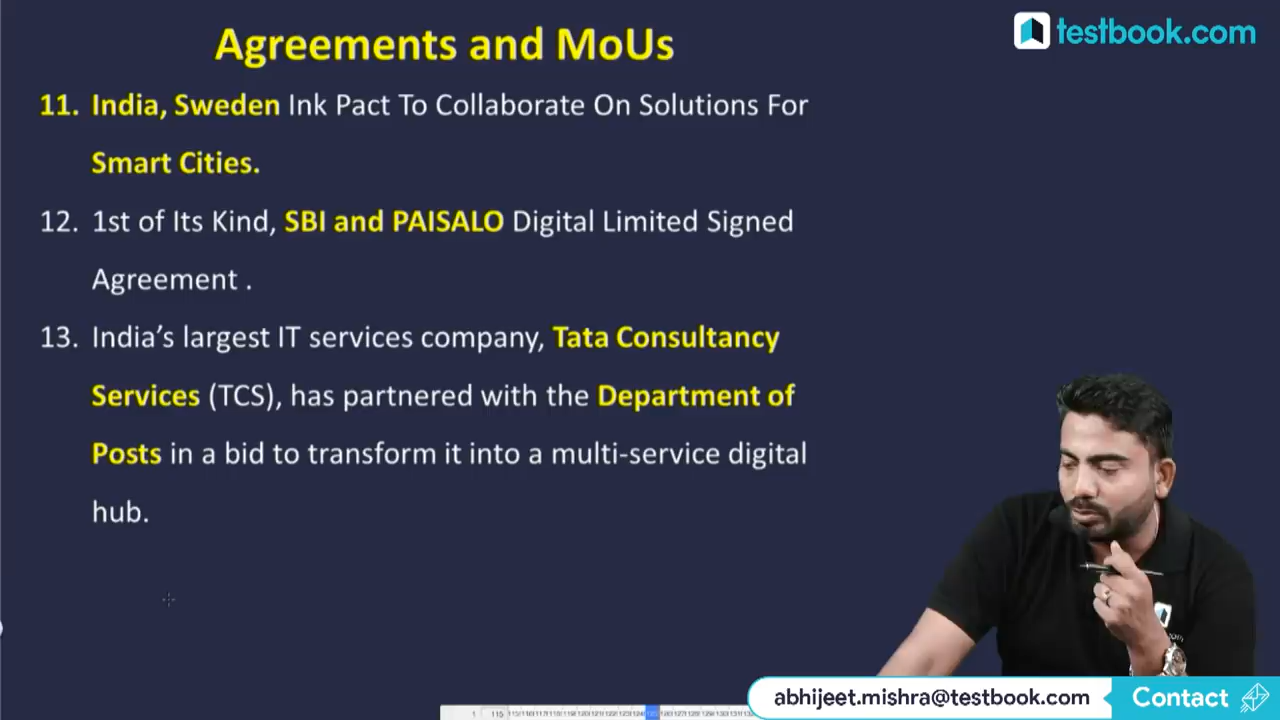 Agreements and MoUs
testbook.com
11. India, Sweden Ink Pact To Collaborate On Solutions For
Smart Cities.
12. 1st of Its Kind, SBI and PAISALO Digital Limited Signed
Agreement .
13. India’s largest IT services company, Tata Consultancy
Services (TCS), has partnered with the Department of
Posts in a bid to transform it into a multi-service digital
hub.
abhijeet.mishra@testbook.com Contact
1 115